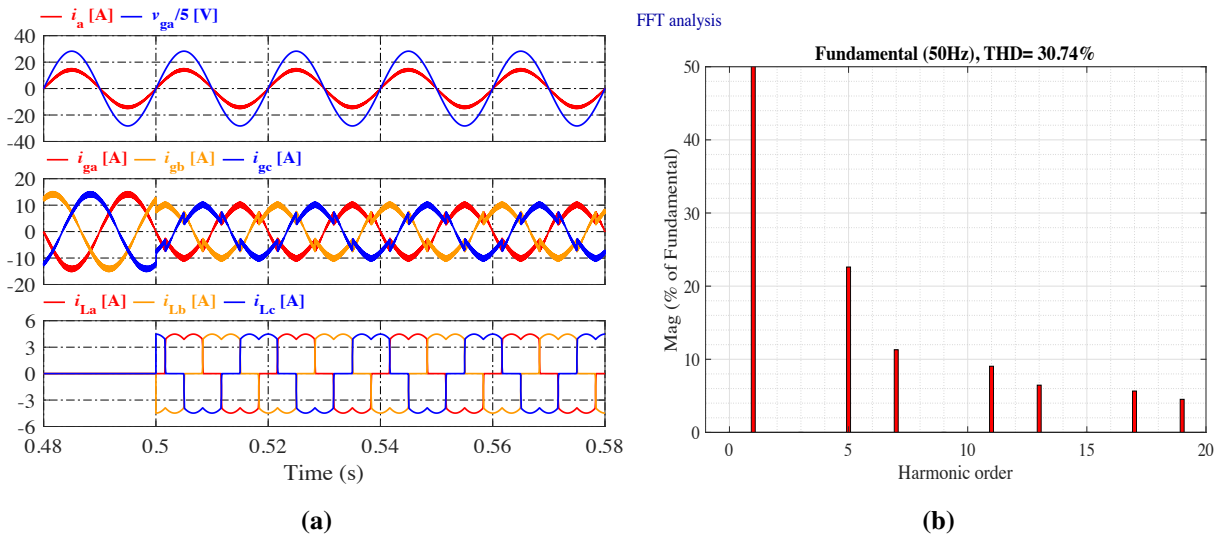 i_a [A] v_ga/5 [V]
40
20
0
-20
40
i_ga [A] i_gb [A] i_gc [A]
20
10
0
-10
-20
i_La [A] i_Lb [A] i_Lc [A]
6
3
0
-3
-6
0.48 0.5 0.52 0.54 0.56 0.58
Time (s)
(a)
FFT analysis
Fundamental (50Hz), THD= 30.74%
50
40
30
20
10
0
Mag (% of Fundamental)
0 5 10 15 20
Harmonic order
(b)